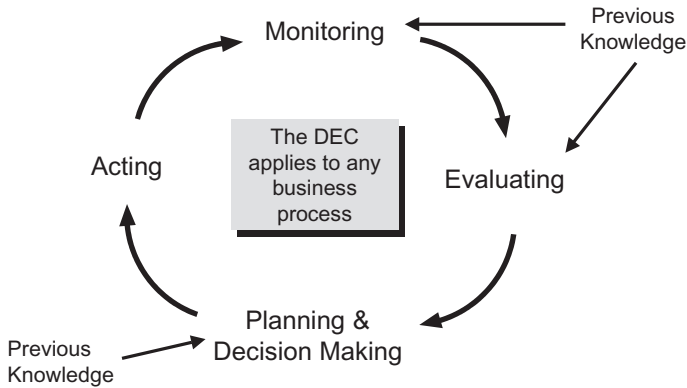 Monitoring
Previous
Knowledge
The DEC
applies to any
business
process
Acting
Evaluating
Planning &
Decision Making
Previous
Knowledge